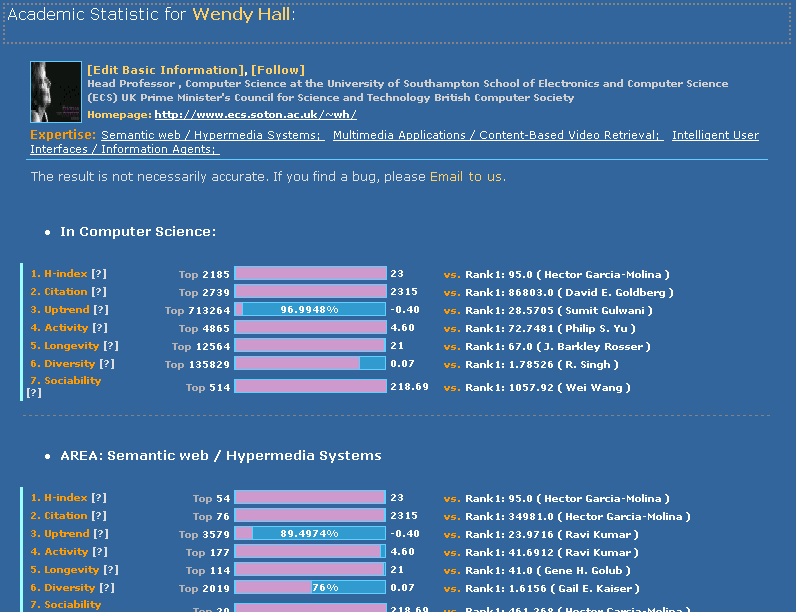 Academic Statistic for Wendy Hall:
[Edit Basic Information], [Follow]
Head Professor , Computer Science at the University of Southampton School of Electronics and Computer Science
(ECS) UK Prime Minister's Council for Science and Technology British Computer Society
Homepage: http://www.ecs.soton.ac.uk/~wh/
Expertise: Semantic web / Hypermedia Systems; Multimedia Applications / Content-Based Video Retrieval; Intelligent User
Interfaces / Information Agents;
The result is not necessarily accurate. If you find a bug, please Email to us.
• In Computer Science:
1. H-index [?] Top 2185 23 vs. Rank1: 95.0 ( Hector Garcia-Molina )
2. Citation [?] Top 2739 2315 vs. Rank1: 86803.0 ( David E. Goldberg )
3. Uptrend [?] Top 713264 96.9948% -0.40 vs. Rank1: 28.5705 ( Sumit Gulwani )
4. Activity [?] Top 4865 4.60 vs. Rank1: 72.7481 ( Philip S. Yu )
5. Longevity [?] Top 12564 21 vs. Rank1: 67.0 ( J. Barkley Rosser )
6. Diversity [?] Top 135829 0.07 vs. Rank1: 1.78526 ( R. Singh )
7. Sociability
[?] Top 514 218.69 vs. Rank1: 1057.92 ( Wei Wang )
• AREA: Semantic web / Hypermedia Systems
1. H-index [?] Top 54 23 vs. Rank1: 95.0 ( Hector Garcia-Molina )
2. Citation [?] Top 76 2315 vs. Rank1: 34981.0 ( Hector Garcia-Molina )
3. Uptrend [?] Top 3579 89.4974% -0.40 vs. Rank1: 23.9716 ( Ravi Kumar )
4. Activity [?] Top 177 4.60 vs. Rank1: 41.6912 ( Ravi Kumar )
5. Longevity [?] Top 114 21 vs. Rank1: 41.0 ( Gene H. Golub )
6. Diversity [?] Top 2019 76% 0.07 vs. Rank1: 1.6156 ( Gail E. Kaiser )
7. Sociability
Top 218.69 vs. Rank1: 461.268 ( Hector Garcia-Molina )